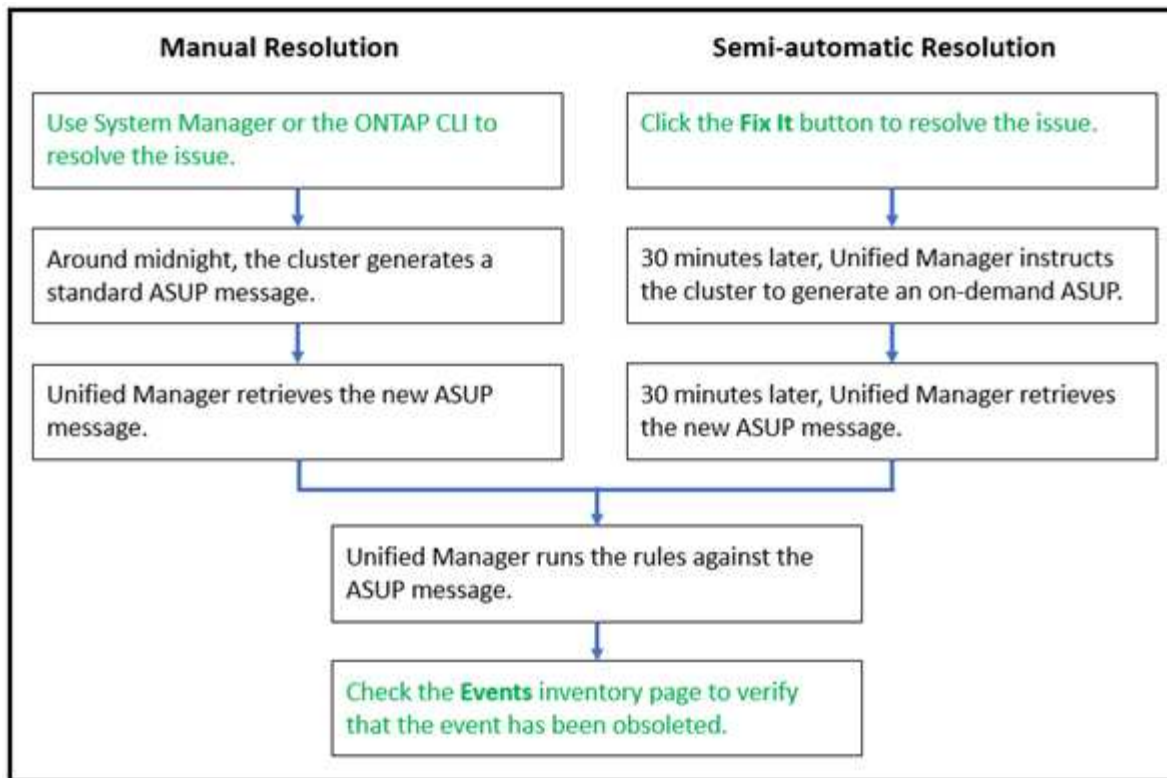 Manual Resolution
Semi-automatic Resolution
Use System Manager or the ONTAP CLI to
resolve the issue.
Click the Fix It button to resolve the issue.
Around midnight, the cluster generates a
standard ASUP message.
30 minutes later, Unified Manager instructs
the cluster to generate an on-demand ASUP.
Unified Manager retrieves the new ASUP
message.
30 minutes later, Unified Manager retrieves
the new ASUP message.
Unified Manager runs the rules against the
ASUP message.
Check the Events inventory page to verify
that the event has been obsoleted.